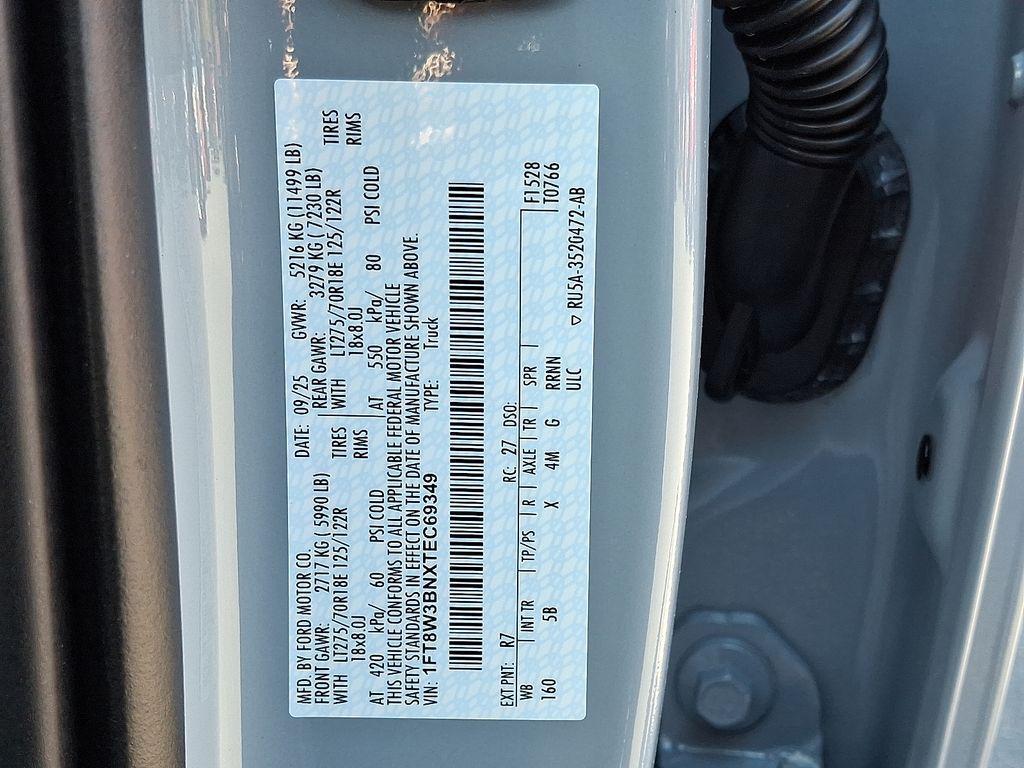 MFD. BY FORD MOTOR CO.
DATE: 09/25 GVWR: 5216 KG (11499 LB)
FRONT GAWR: 2717 KG ( 5990 LB)
REAR GAWR: 3279 KG ( 7230 LB)
WITH LT275/70R18E 125/122R TIRES
18x8.0J RIMS
AT 420 kPa/ 60 PSI COLD
WITH LT275/70R18E 125/122R TIRES
18x8.0J RIMS
AT 550 kPa/ 80 PSI COLD
THIS VEHICLE CONFORMS TO ALL APPLICABLE FEDERAL MOTOR VEHICLE
SAFETY STANDARDS IN EFFECT ON THE DATE OF MANUFACTURE SHOWN ABOVE.
VIN: 1FT8W3BNXTEC69349 TYPE: Truck
EXT PNT: R7 RC: 27 DSO: F1528
WB INT TR TP/PS R AXLE TR SPR T0766
160 5B X 4M G RRNN
ULC
▽ RU5A-3520472-AB